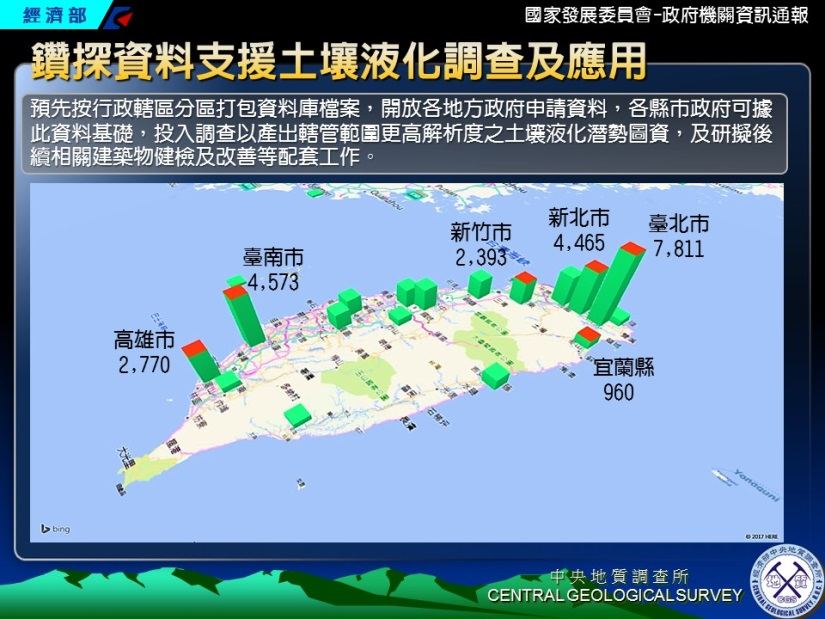 經濟部
國家發展委員會-政府機關資訊通報
鑽探資料支援土壤液化調查及應用
預先按行政轄區分區打包資料庫檔案，開放各地方政府申請資料，各縣市政府可據
此資料基礎，投入調查以產出轄管範圍更高解析度之土壤液化潛勢圖資，及研擬後
續相關建築物健檢及改善等配套工作。
臺北市
7,811
新北市
4,465
新竹市
2,393
臺南市
4,573
高雄市
2,770
宜蘭縣
960
Quanzhou
Yonaguni
bing
© 2017 HERE
中央地質調查所
CENTRAL GEOLOGICAL SURVEY